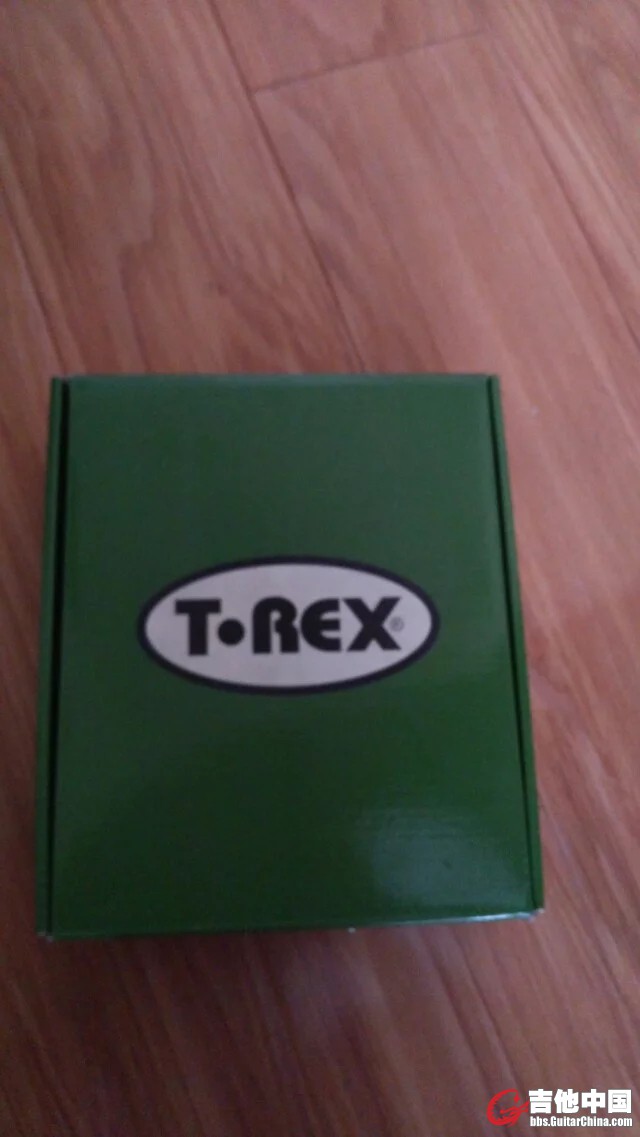 T•REX®
吉他中国
bbs.GuitarChina.com